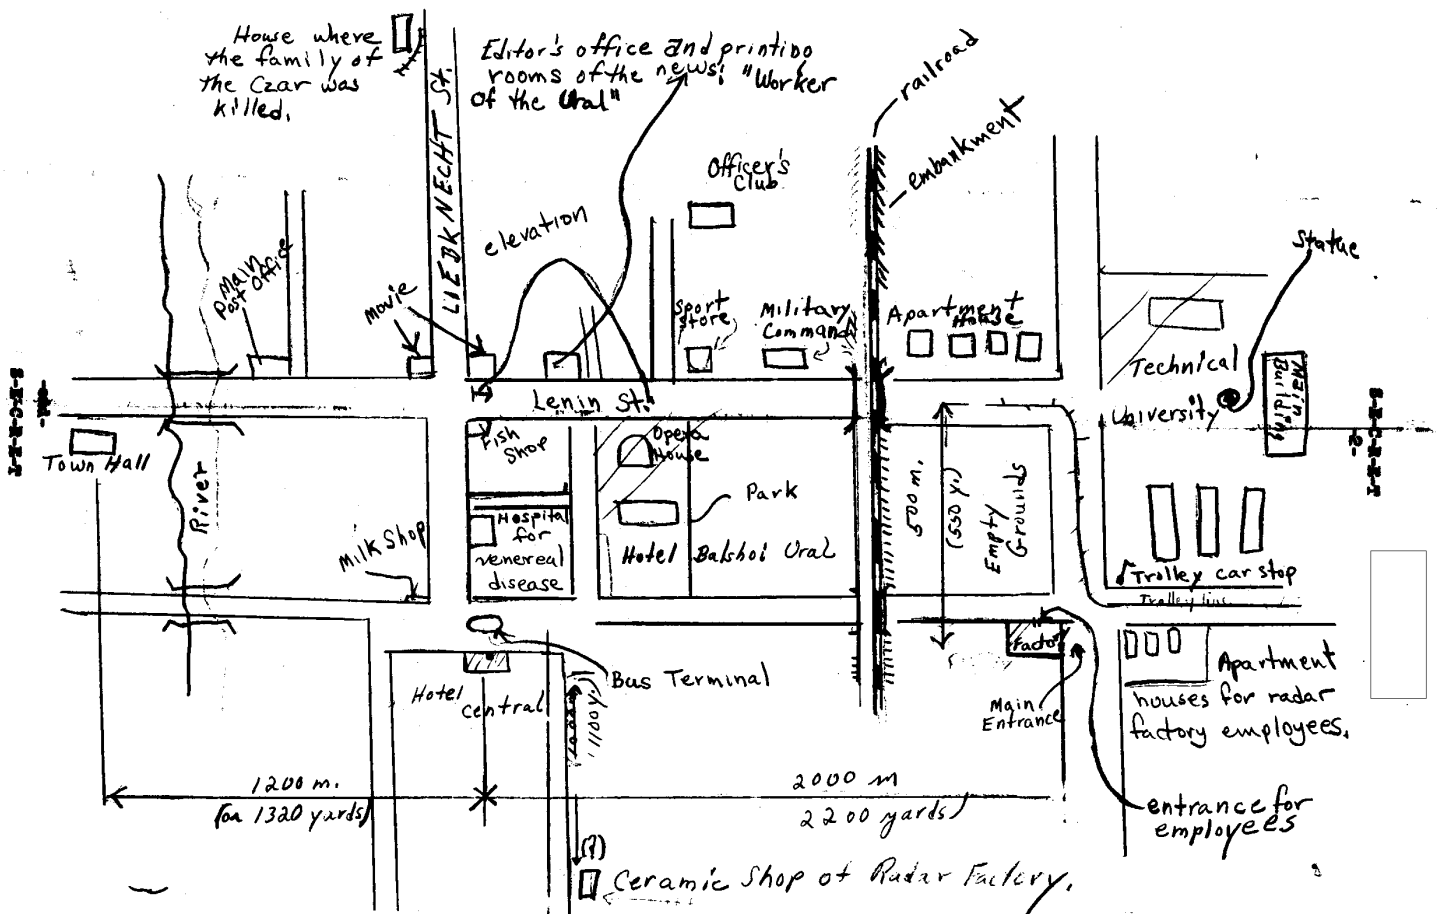 House where
the family of
the Czar was
killed.
LIEBKNECHT St.
Editor's office and printing
rooms of the news: "Worker
of the Ural"
railroad
embankment
Officer's
Club
elevation
Main
Post Office
Movie
Sport
Store
Military
Command
Apartment
House
Statue
Technical
University
Main
Building
S-E-C-R-E-T
Lenin St.
S-E-C-R-E-T
-2-
Town Hall
River
Fish
Shop
Opera
House
Park
500 m.
(550 y.)
Empty
Grounds
Milk Shop
Hospital
for
venereal
disease
Hotel Balshoi Ural
Trolley car stop
Trolley line
Factory
Bus Terminal
Hotel
Central
1000 m
1100 y.)
Main
Entrance
Apartment
houses for radar
factory employees.
1200 m.
(or 1320 yards)
2000 m
2200 yards)
entrance for
employees
(?)
Ceramic Shop of Radar Factory.